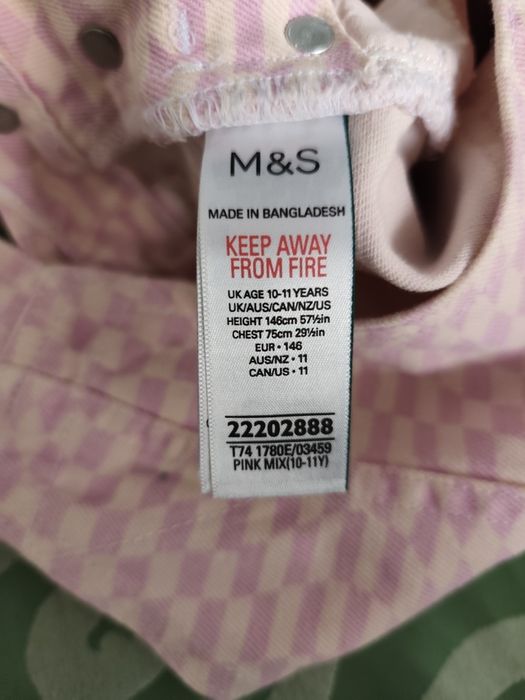 M&S
MADE IN BANGLADESH
KEEP AWAY
FROM FIRE
UK AGE 10-11 YEARS
UK/AUS/CAN/NZ/US
HEIGHT 146cm 57½in
CHEST 75cm 29½in
EUR • 146
AUS/NZ • 11
CAN/US • 11
22202888
T74 1780E/03459
PINK MIX(10-11Y)